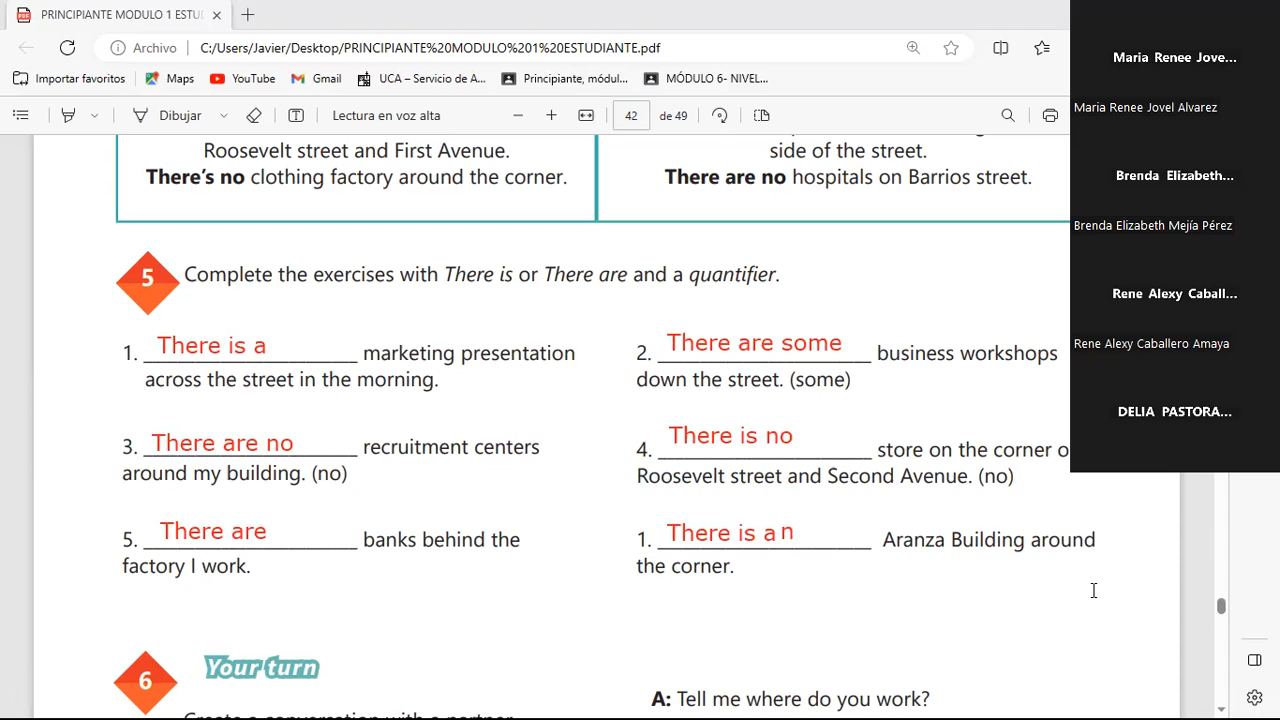 PRINCIPIANTE MODULO 1 ESTU
Archivo C:/Users/Javier/Desktop/PRINCIPIANTE%20MODULO%201%20ESTUDIANTE.pdf
Importar favoritos Maps YouTube Gmail UCA – Servicio de A... Principiante, módul... MÓDULO 6- NIVEL...
Dibujar Lectura en voz alta 42 de 49
Roosevelt street and First Avenue.
There's no clothing factory around the corner.
side of the street.
There are no hospitals on Barrios street.
5 Complete the exercises with There is or There are and a quantifier.
1. There is a marketing presentation
across the street in the morning.
2. There are some business workshops
down the street. (some)
3. There are no recruitment centers
around my building. (no)
4. There is no store on the corner o
Roosevelt street and Second Avenue. (no)
5. There are banks behind the
factory I work.
1. There is an Aranza Building around
the corner.
6 Your turn
Create a conversation with a partner
A: Tell me where do you work?
Maria Renee Jove...
Maria Renee Jovel Alvarez
Brenda Elizabeth...
Brenda Elizabeth Mejía Pérez
Rene Alexy Caball...
Rene Alexy Caballero Amaya
DELIA PASTORA...